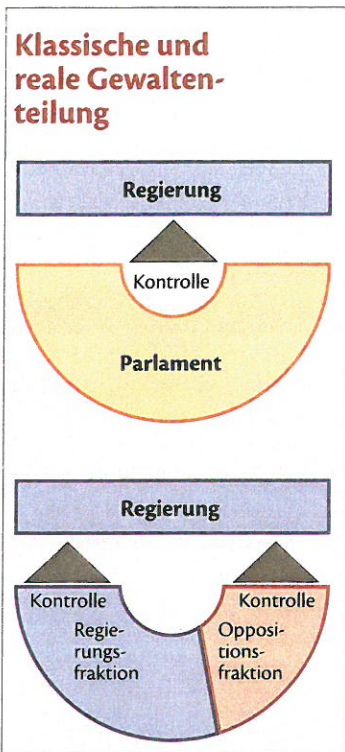 Klassische und
reale Gewalten-
teilung
Regierung
Kontrolle
Parlament
Regierung
Kontrolle
Kontrolle
Regie-
rungs-
fraktion
Opposi-
tions-
fraktion